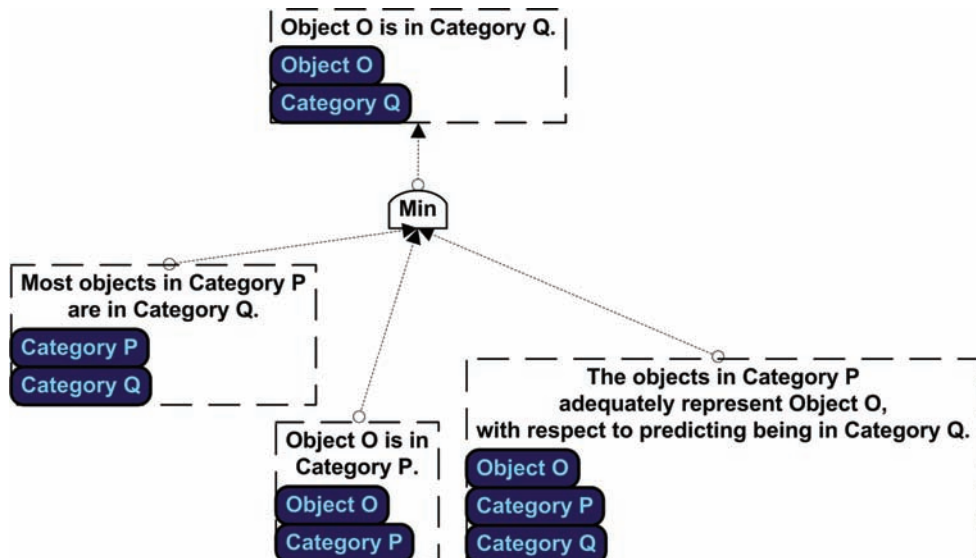 Object O is in Category Q.
Object O
Category Q
Min
Most objects in Category P
are in Category Q.
Category P
Category Q
Object O is in
Category P.
Object O
Category P
The objects in Category P
adequately represent Object O,
with respect to predicting being in Category Q.
Object O
Category P
Category Q